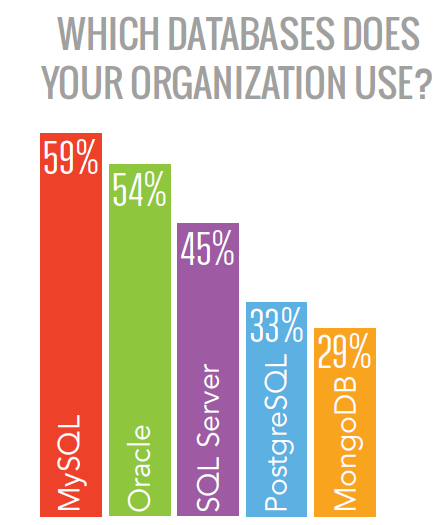 WHICH DATABASES DOES
YOUR ORGANIZATION USE?
59%
MySQL
54%
Oracle
45%
SQL Server
33%
PostgreSQL
29%
MongoDB